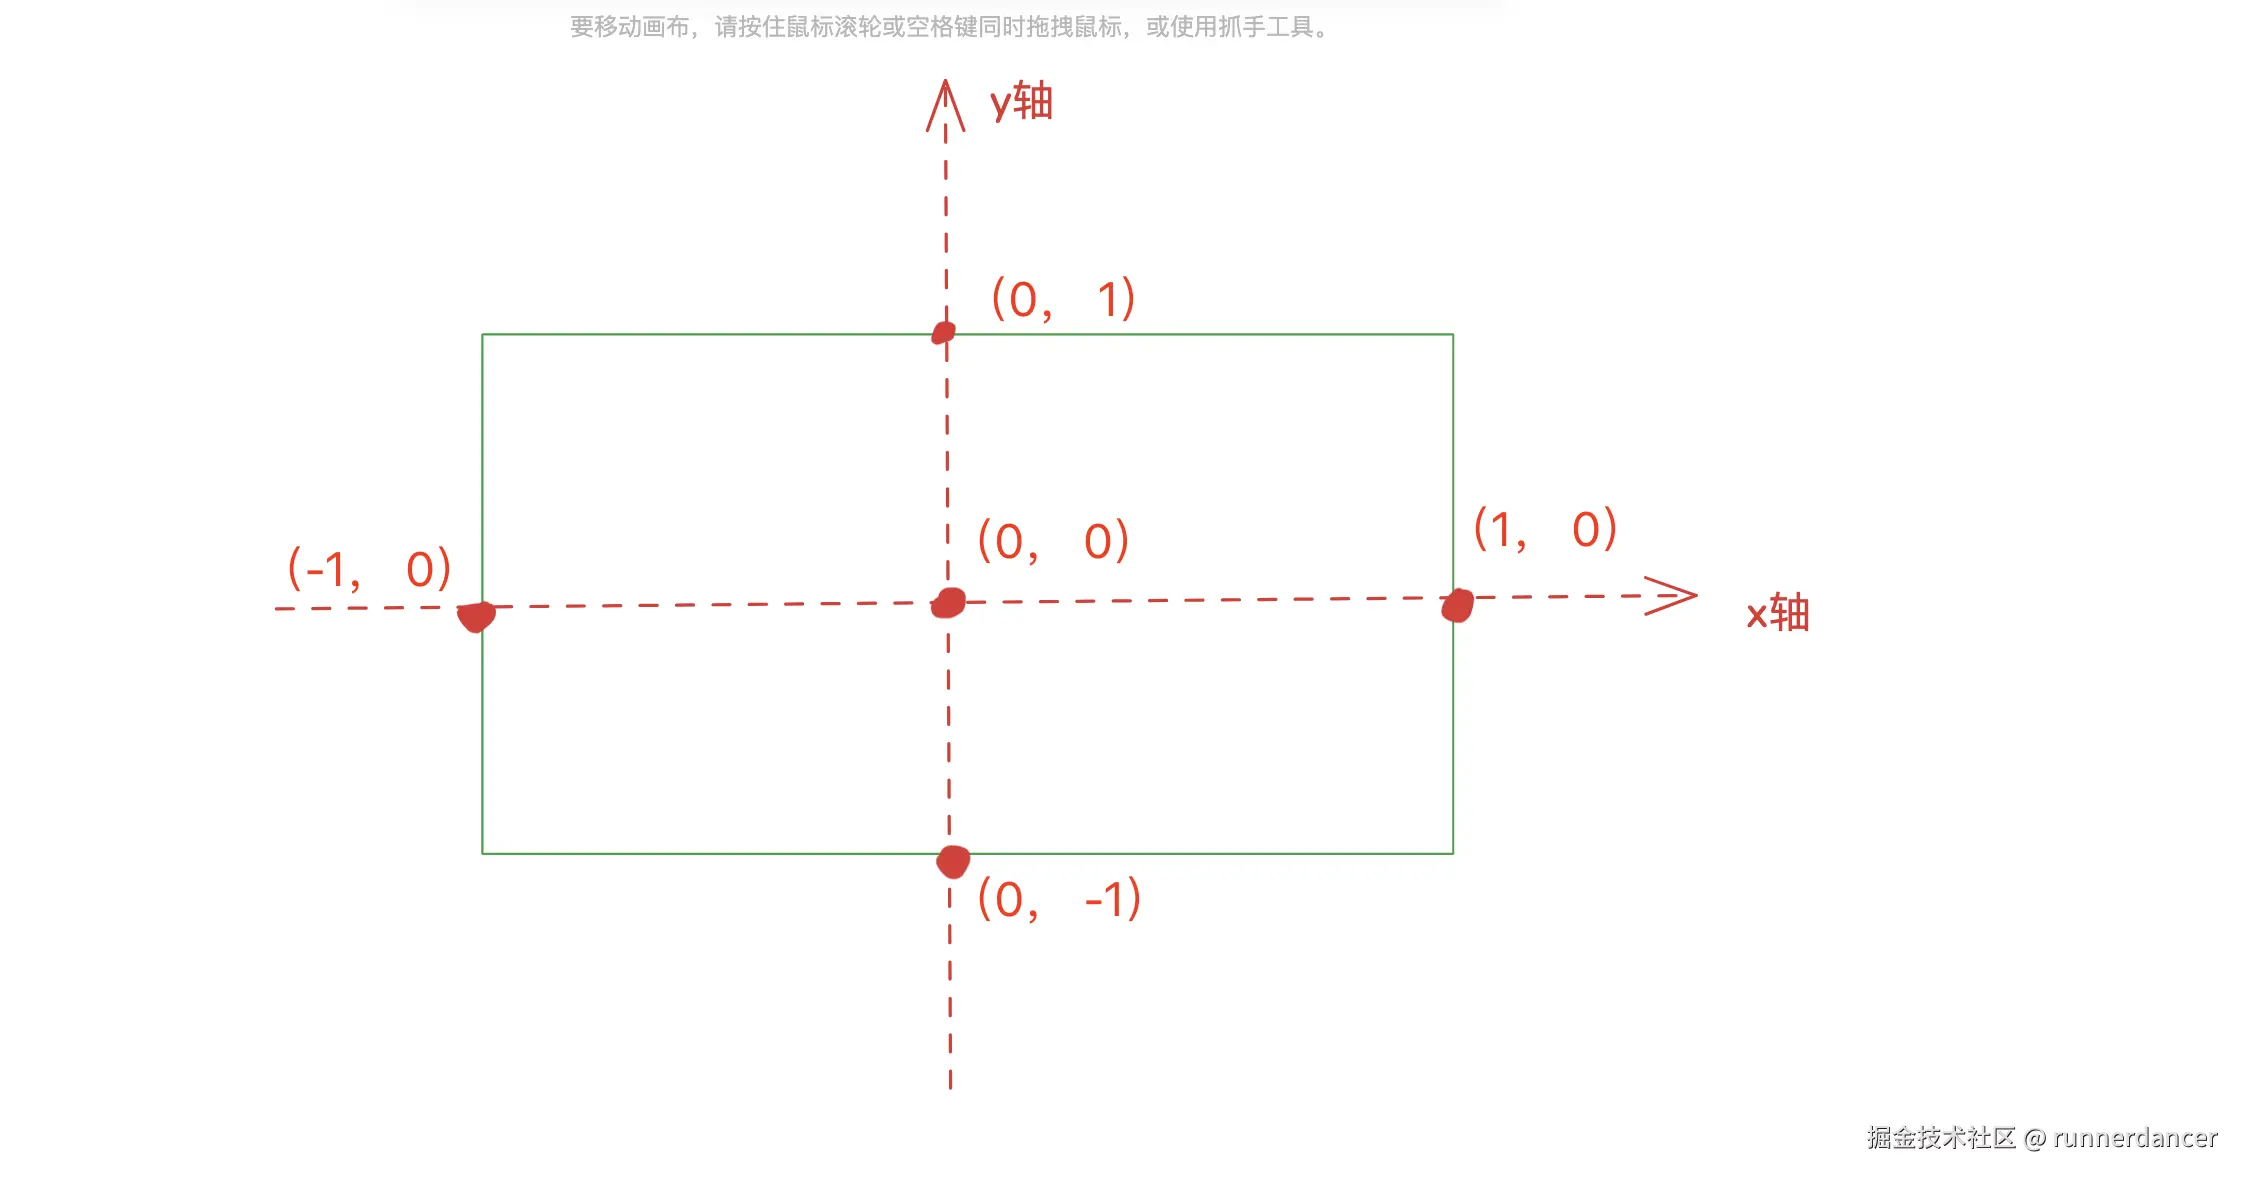 要移动画布，请按住鼠标滚轮或空格键同时拖拽鼠标，或使用抓手工具。
y轴
(0， 1)
(0， 0)
(1， 0)
(-1， 0)
x轴
(0， -1)
掘金技术社区 @ runnerdancer